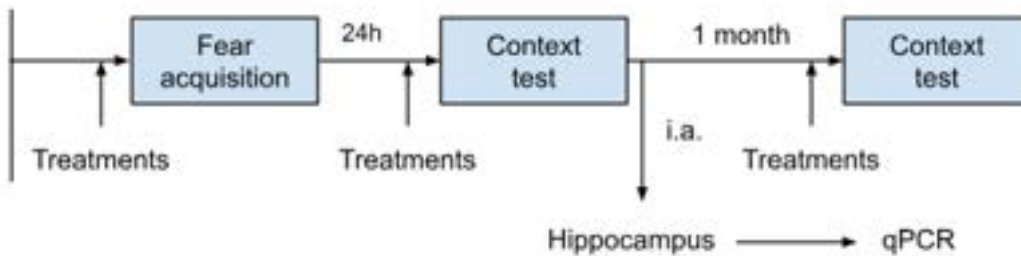 Fear
acquisition
24h
Context
test
1 month
Context
test
Treatments
Treatments
i.a.
Treatments
Hippocampus
qPCR